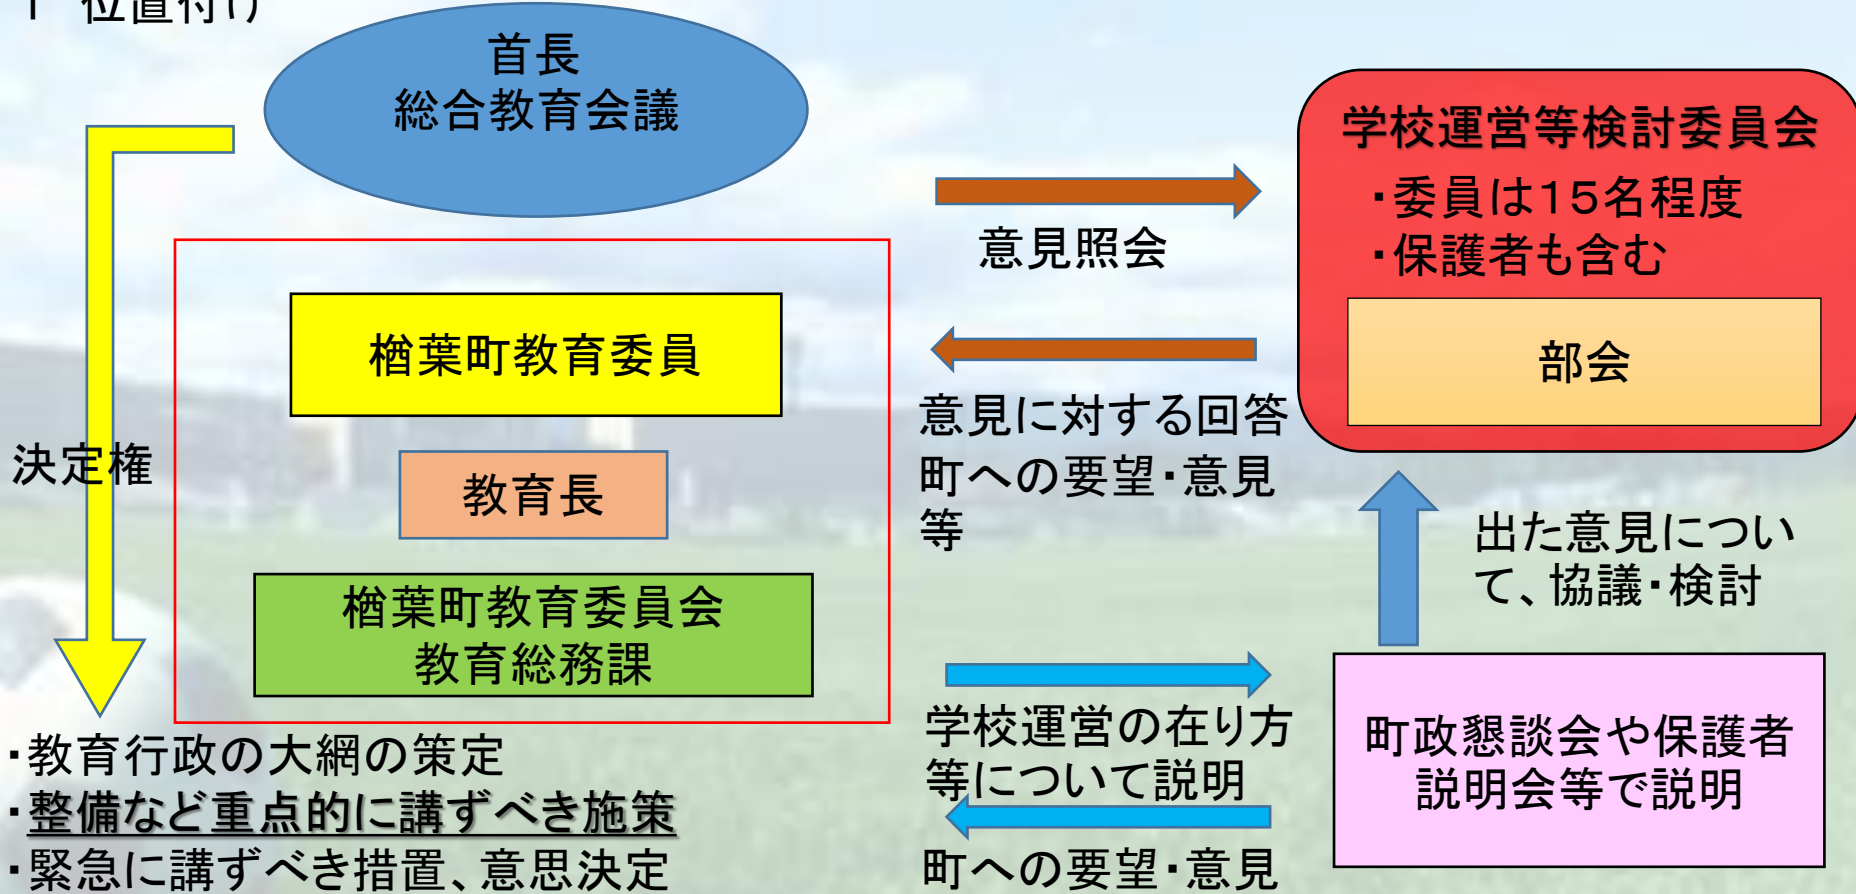 1 位置付け
首長
総合教育会議
学校運営等検討委員会
・委員は15名程度
・保護者も含む
部会
意見照会
楢葉町教育委員
意見に対する回答
町への要望・意見
等
決定権
教育長
出た意見につい
て、協議・検討
楢葉町教育委員会
教育総務課
学校運営の在り方
等について説明
町政懇談会や保護者
説明会等で説明
・教育行政の大綱の策定
・整備など重点的に講ずべき施策
・緊急に講ずべき措置、意思決定
町への要望・意見